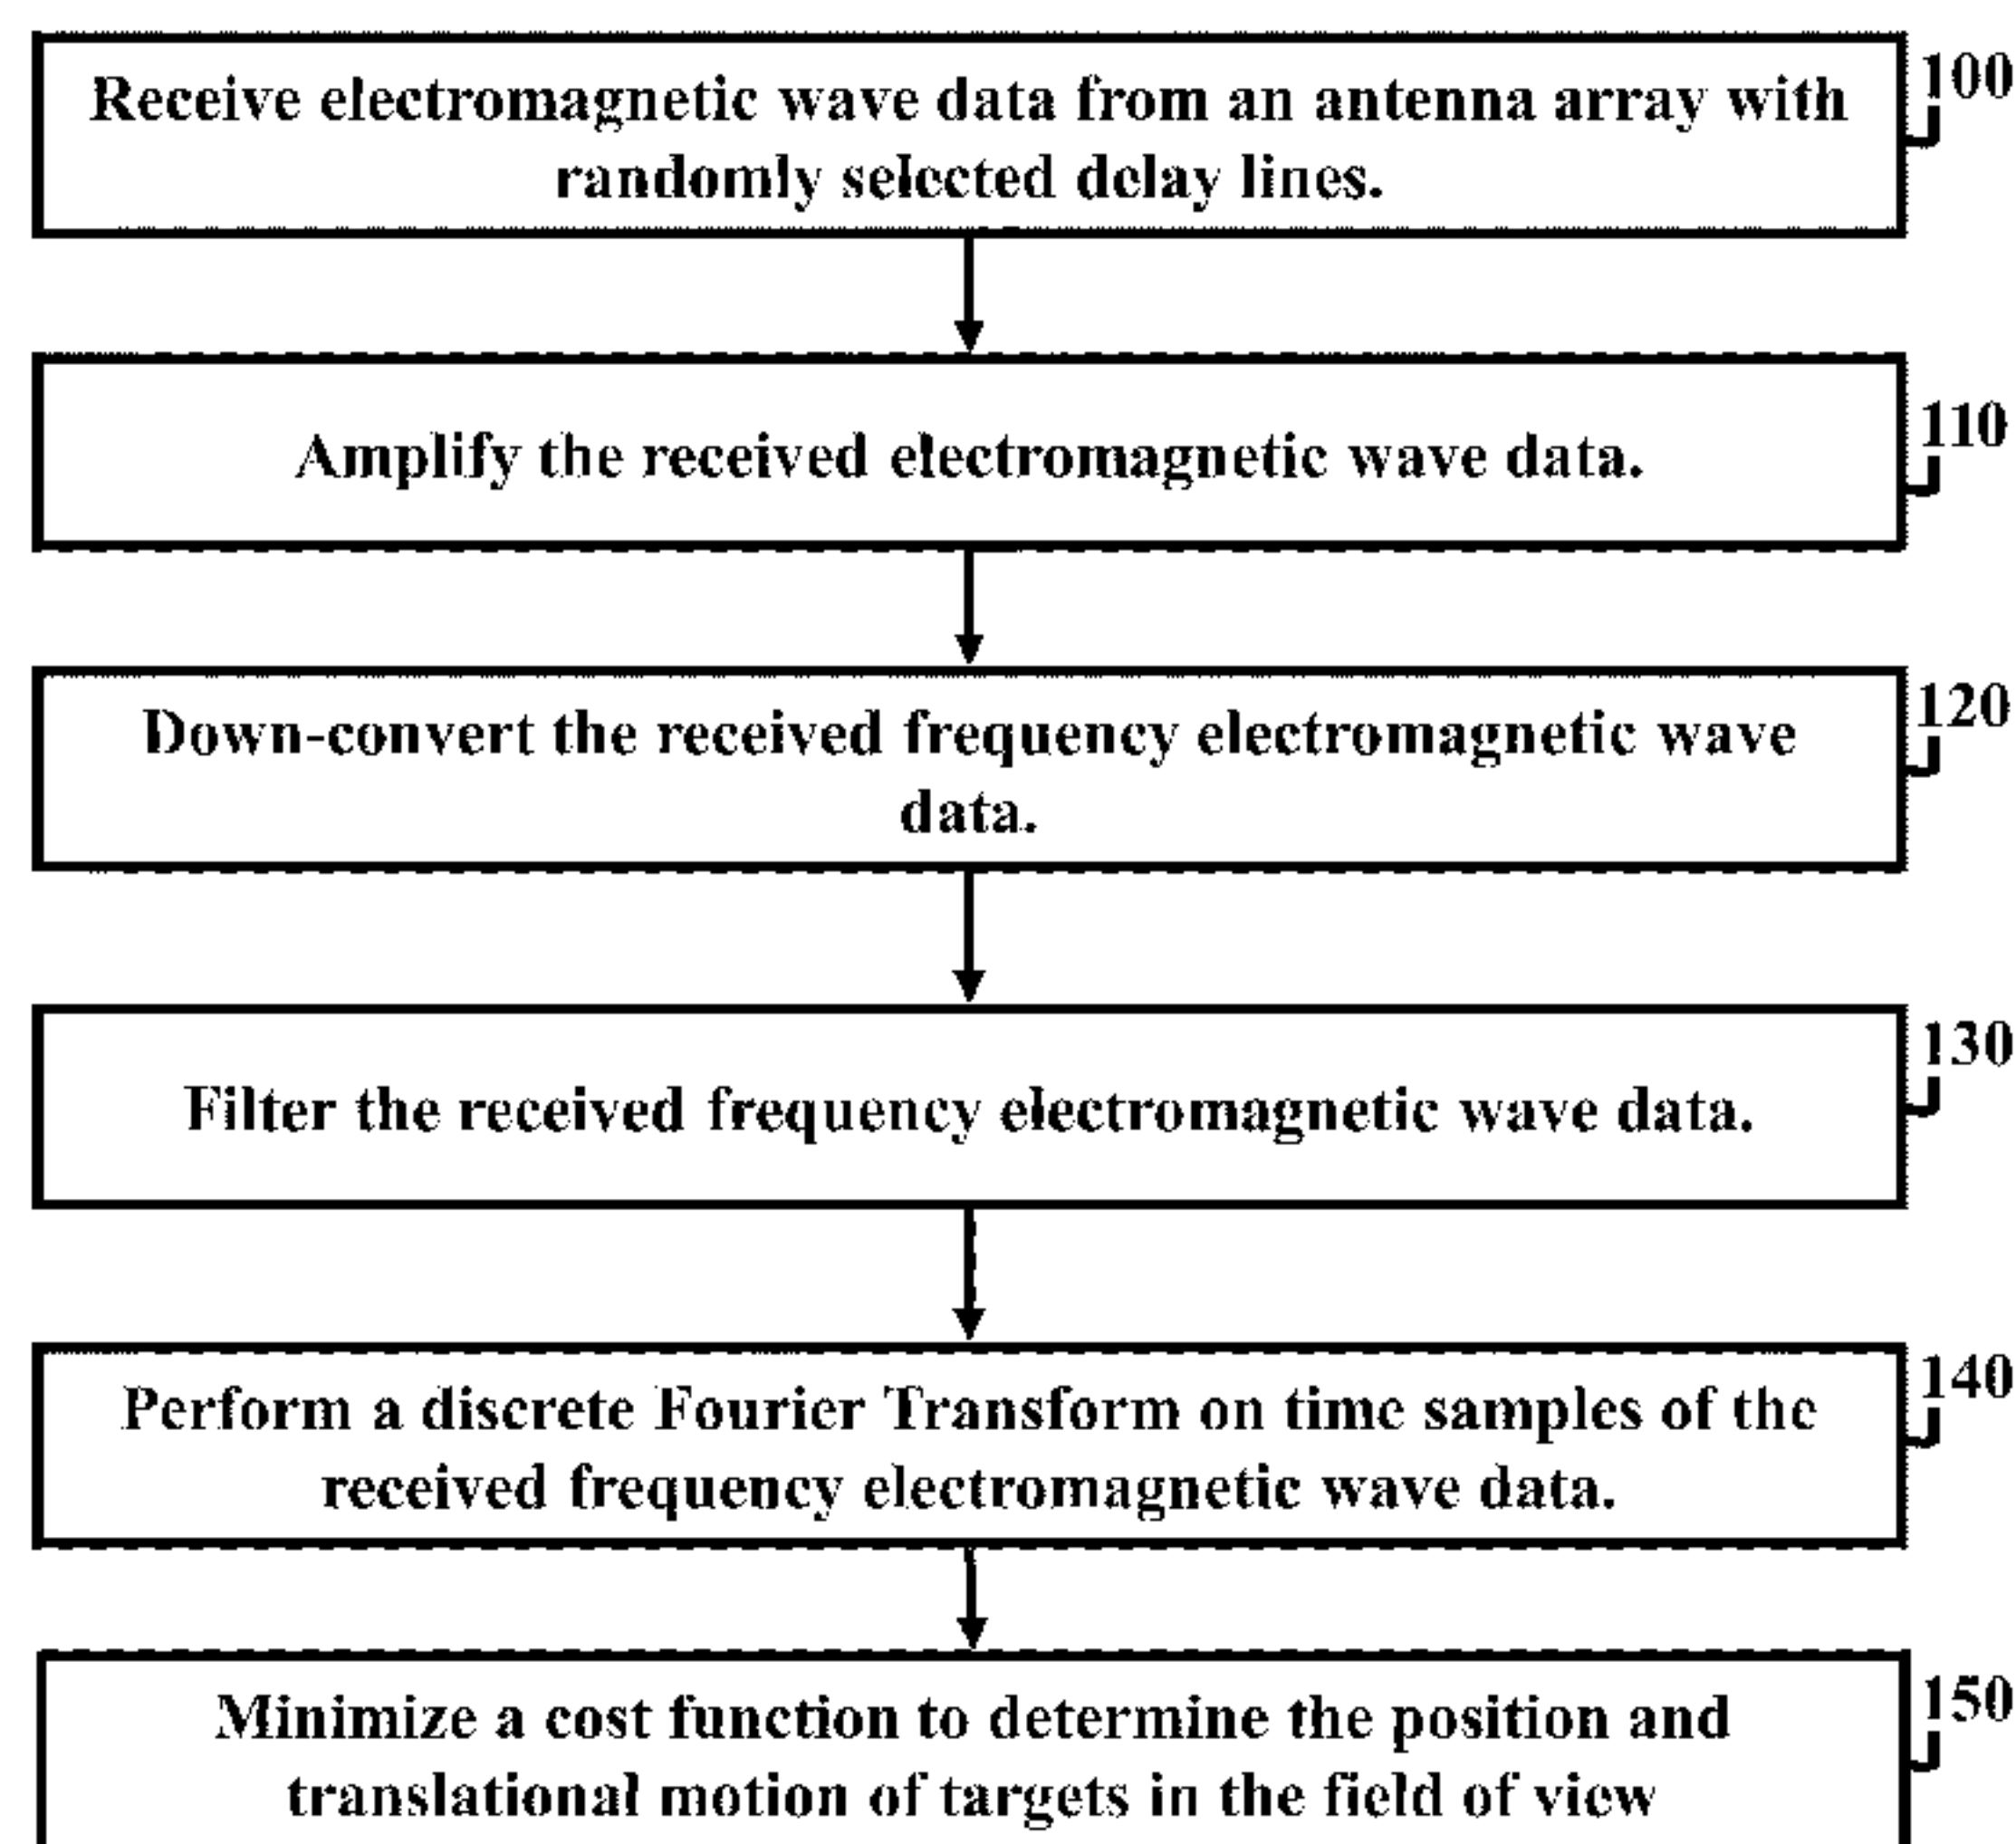 Receive electromagnetic wave data from an antenna array with
randomly selected delay lines.
100
Amplify the received electromagnetic wave data.
110
Down-convert the received frequency electromagnetic wave
data.
120
Filter the received frequency electromagnetic wave data.
130
Perform a discrete Fourier Transform on time samples of the
received frequency electromagnetic wave data.
140
Minimize a cost function to determine the position and
translational motion of targets in the field of view
150